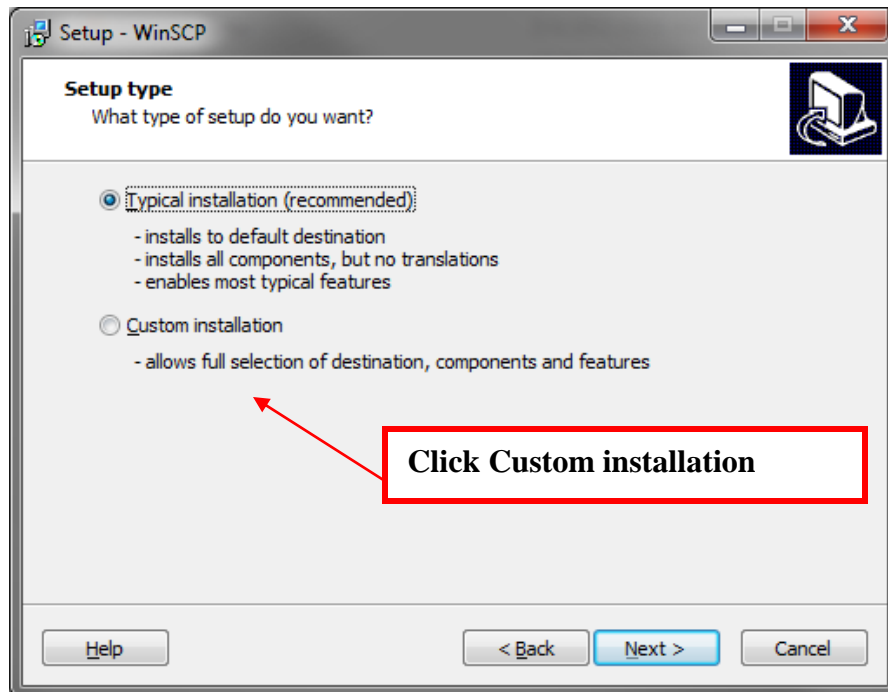 Setup - WinSCP
Setup type
What type of setup do you want?
Typical installation (recommended)
- installs to default destination
- installs all components, but no translations
- enables most typical features
Custom installation
- allows full selection of destination, components and features
Click Custom installation
Help
< Back
Next >
Cancel